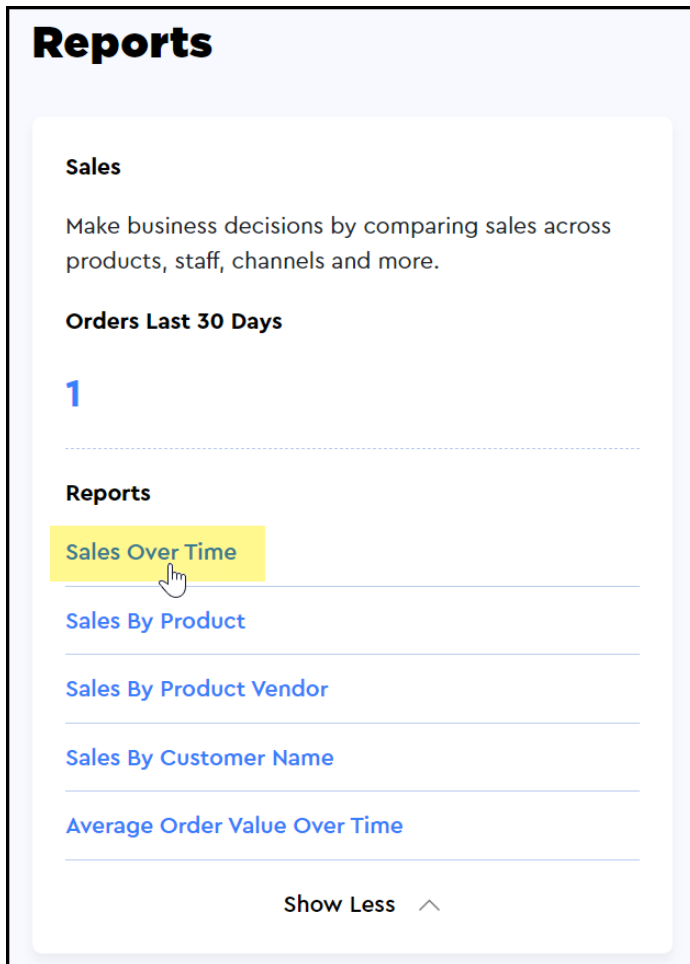 Reports
Sales
Make business decisions by comparing sales across
products, staff, channels and more.
Orders Last 30 Days
1
Reports
Sales Over Time
Sales By Product
Sales By Product Vendor
Sales By Customer Name
Average Order Value Over Time
Show Less